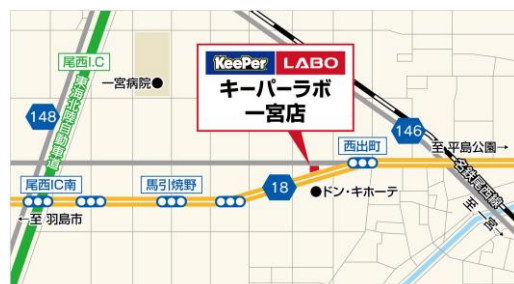 尾西I.C
東海北陸自動車道
一宮病院
KeePer LABO
キーパーラボ
一宮店
148
146
西出町
至 平島公園→
名鉄尾西線
尾西IC南
馬引焼野
18
ドン・キホーテ
←至 羽島市
至 一宮→